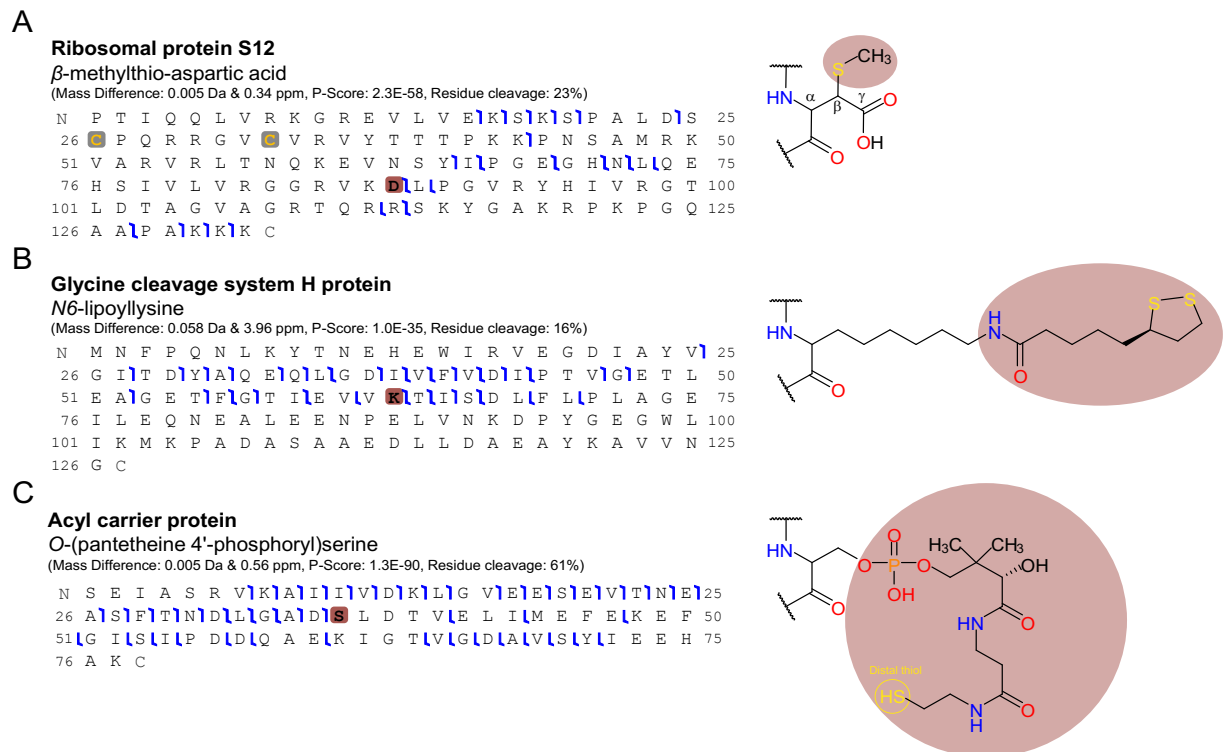 A
Ribosomal protein S12
β-methylthio-aspartic acid
(Mass Difference: 0.005 Da & 0.34 ppm, P-Score: 2.3E-58, Residue cleavage: 23%)
N P T I Q Q L V R K G R E V L V E K S K S P A L D S 25
26 C P Q R R G V C V R V Y T T T P K K P N S A M R K 50
51 V A R V R L T N Q K E V N S Y I P G E G H N L Q E 75
76 H S I V L V R G G R V K D L P G V R Y H I V R G T 100
101 L D T A G V A G R T Q R R S K Y G A K R P K P G Q 125
126 A A P A K K K C
S CH3
HN α β γ O
OH
O
B
Glycine cleavage system H protein
N6-lipoyllysine
(Mass Difference: 0.058 Da & 3.96 ppm, P-Score: 1.0E-35, Residue cleavage: 16%)
N M N F P Q N L K Y T N E H E W I R V E G D I A Y V 25
26 G I T D Y A Q E Q L G D I V F V D I P T V G E T L 50
51 E A G E T F G T I E V V K T I S D L F L P L A G E 75
76 I L E Q N E A L E E N P E L V N K D P Y G E G W L 100
101 I K M K P A D A S A A E D L L D A E A Y K A V V N 125
126 G C
S S
HN H N
O O
C
Acyl carrier protein
O-(pantetheine 4'-phosphoryl)serine
(Mass Difference: 0.005 Da & 0.56 ppm, P-Score: 1.3E-90, Residue cleavage: 61%)
N S E I A S R V K A I I V D K L G V E E S E V T N E 25
26 A S F T N D L G A D S L D T V E L I M E F E K E F 50
51 G I S I P D D Q A E K I G T V G D A V S Y I E E H 75
76 A K C
O H3C CH3
HN O P O OH
OH
O O
HN
Distal thiol
HS N H O